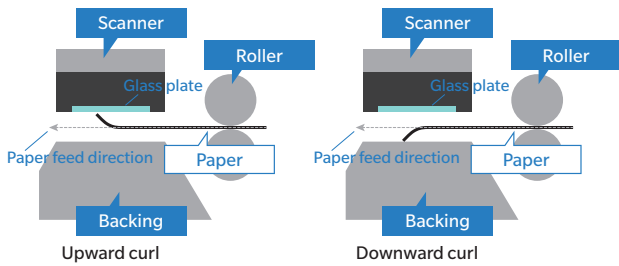 Scanner
Roller
Glass plate
Paper feed direction
Paper
Backing
Upward curl
Scanner
Roller
Glass plate
Paper feed direction
Paper
Backing
Downward curl